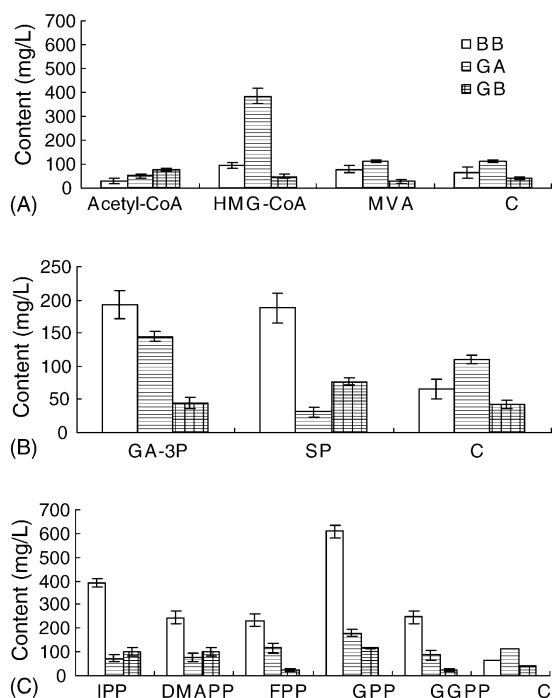 700
600
500
400
300
200
100
0
Content (mg/L)
BB
GA
GB
(A)
Acetyl-CoA HMG-CoA MVA C
250
200
150
100
50
0
Content (mg/L)
(B)
GA-3P SP C
700
600
500
400
300
200
100
0
Content (mg/L)
(C)
IPP DMAPP FPP GPP GGPP C